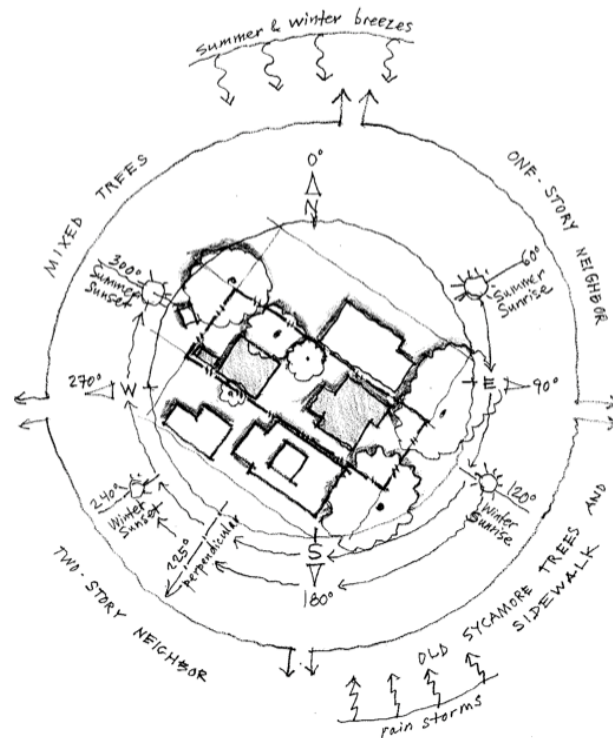 Summer & winter breezes
MIXED TREES
ONE-STORY NEIGHBOR
0°
N
300°
Summer
Sunset
60°
Summer
Sunrise
270°
W
E
90°
240°
Winter
Sunset
120°
Winter
Sunrise
225°
perpendicular
S
180°
TWO-STORY NEIGHBOR
OLD SYCAMORE TREES AND
SIDEWALK
rain storms